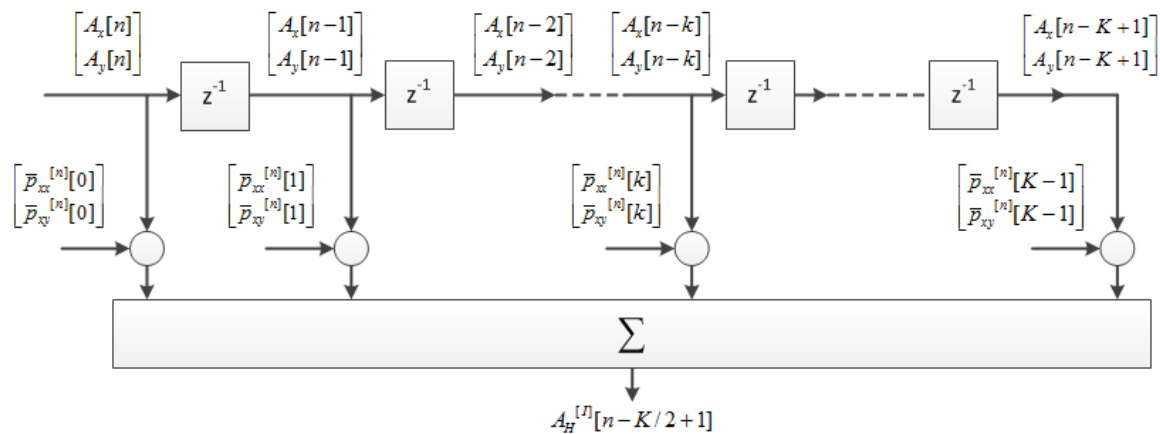 [A_x[n] A_x[n−1] A_x[n−2] A_x[n−k] A_x[n−K+1]
A_y[n]] A_y[n−1] A_y[n−2] A_y[n−k] A_y[n−K+1]
z⁻¹ z⁻¹ z⁻¹ z⁻¹
p̅_xx^[n][0] p̅_xx^[n][1] p̅_xx^[n][k] p̅_xx^[n][K−1]
p̅_xy^[n][0] p̅_xy^[n][1] p̅_xy^[n][k] p̅_xy^[n][K−1]
∑
A_H^[I][n−K/2+1]